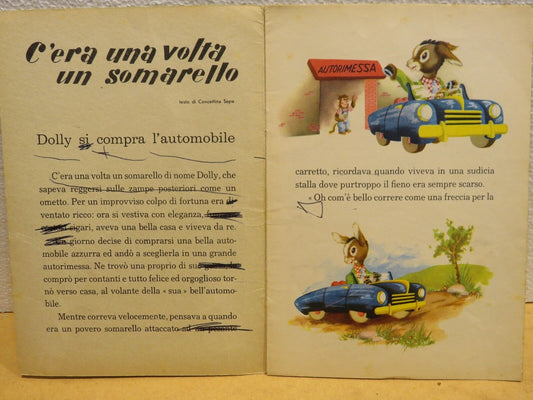 C'era una volta
un somarello
testo di Concettina Sepe
Dolly si compra l'automobile
C'era una volta un somarello di nome Dolly, che
sapeva reggersi sulle zampe posteriori come un
ometto. Per un improvviso colpo di fortuna era di-
ventato ricco: ora si vestiva con eleganza,
sigari, aveva una bella casa e viveva da re.
giorno decise di comprarsi una bella auto-
mobile azzurra ed andò a sceglierla in una grande
autorimessa. Ne trovò una proprio di suo
comprò per contanti e tutto felice ed orgoglioso tor-
nò verso casa, al volante della « sua » bell'automo-
bile.
Mentre correva velocemente, pensava a quando
era un povero somarello attaccato ad un pesante
AUTORIMESSA
carretto, ricordava quando viveva in una sudicia
stalla dove purtroppo il fieno era sempre scarso.
« Oh com'è bello correre come una freccia per la